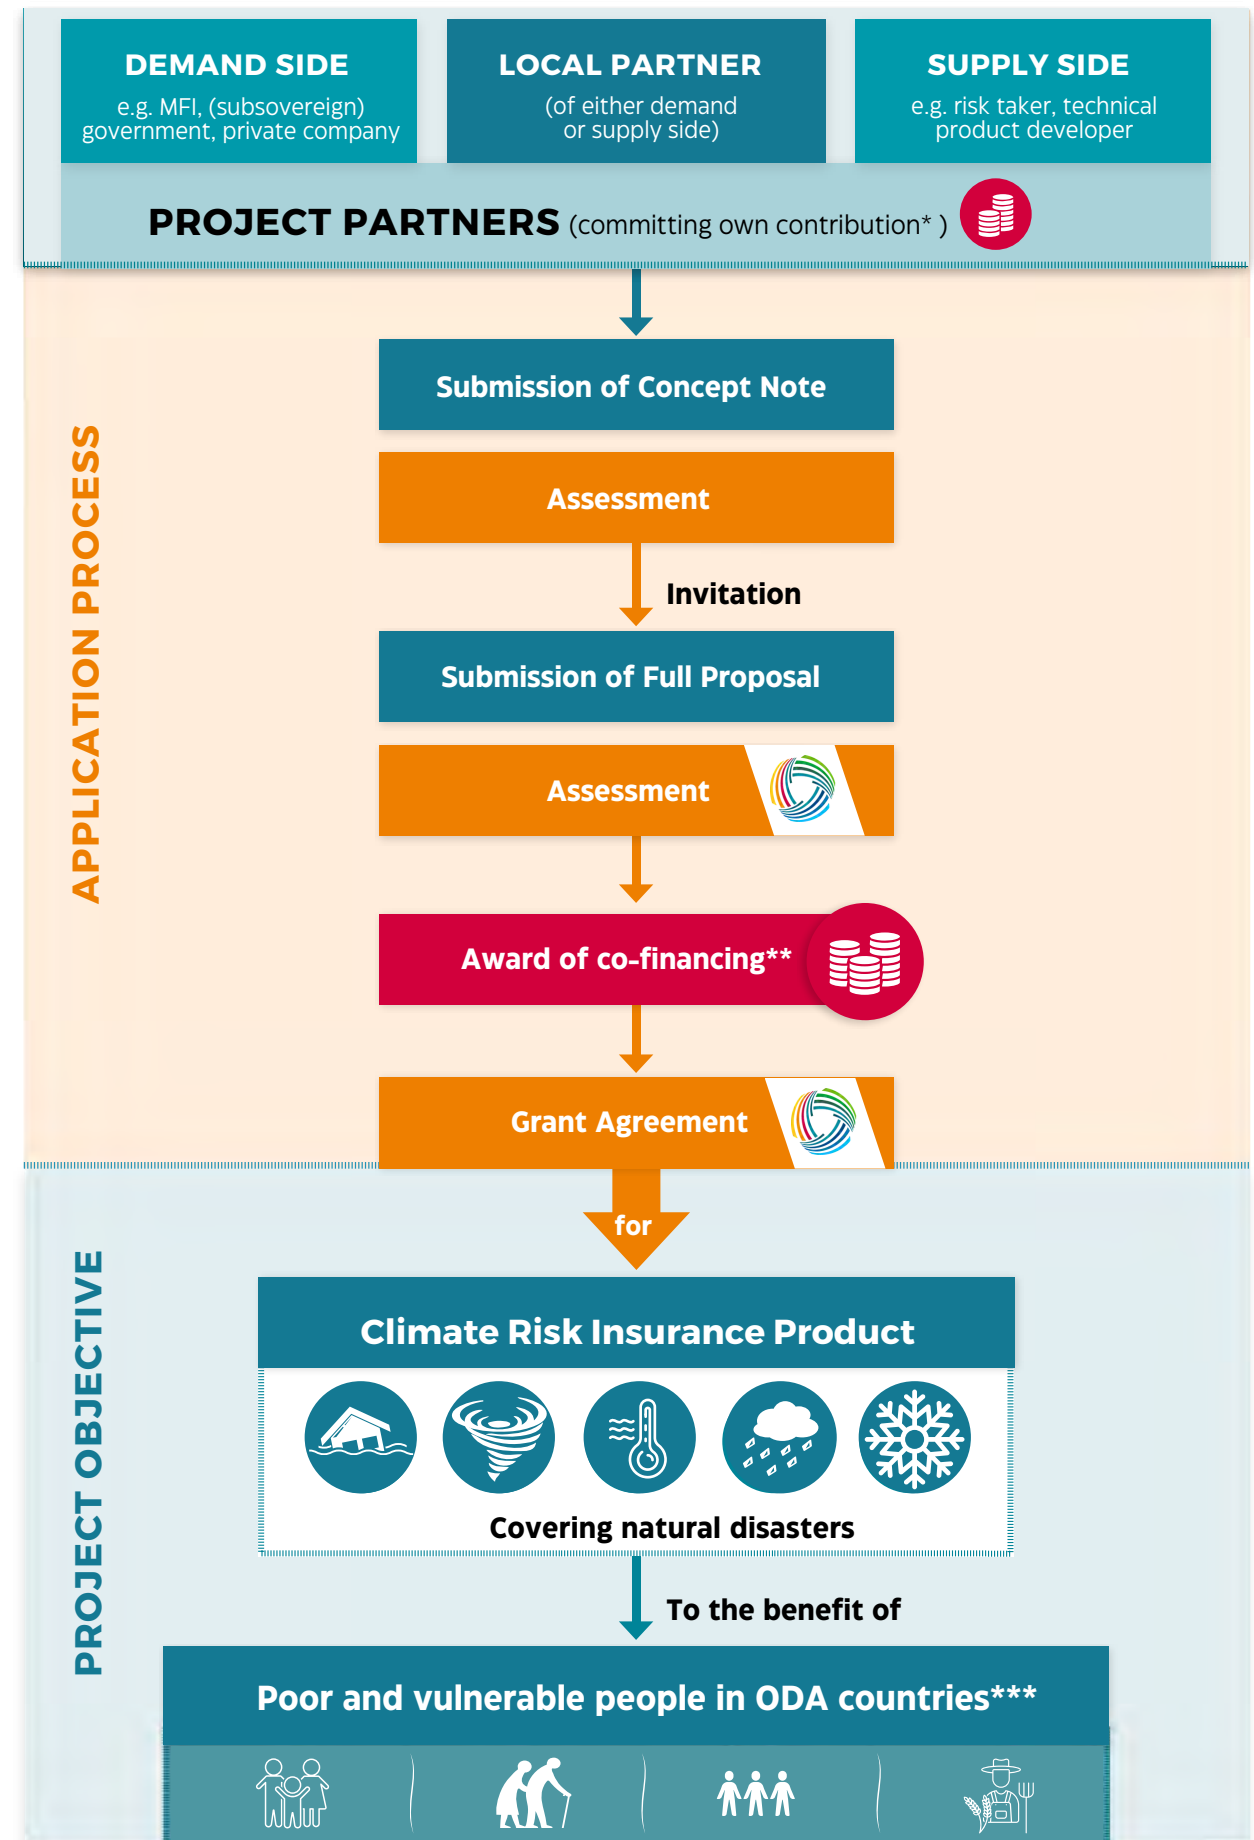 DEMAND SIDE
e.g. MFI, (subsovereign)
government, private company
LOCAL PARTNER
(of either demand
or supply side)
SUPPLY SIDE
e.g. risk taker, technical
product developer
PROJECT PARTNERS (committing own contribution* )
APPLICATION PROCESS
Submission of Concept Note
Assessment
Invitation
Submission of Full Proposal
Assessment
Award of co-financing**
Grant Agreement
for
PROJECT OBJECTIVE
Climate Risk Insurance Product
Covering natural disasters
To the benefit of
Poor and vulnerable people in ODA countries***